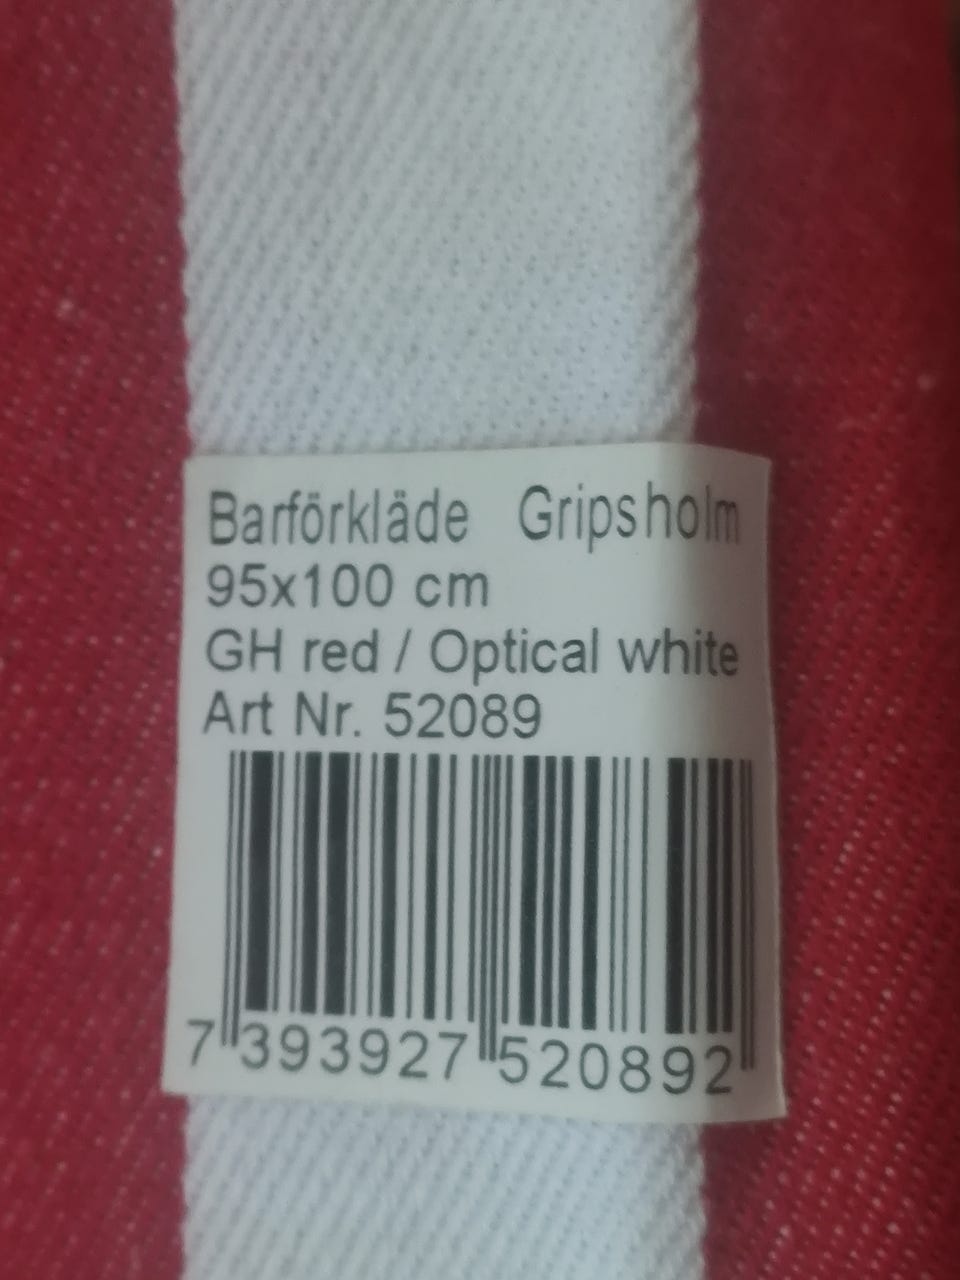 Barförkläde Gripsholm
95x100 cm
GH red / Optical white
Art Nr. 52089
7 393927 520892